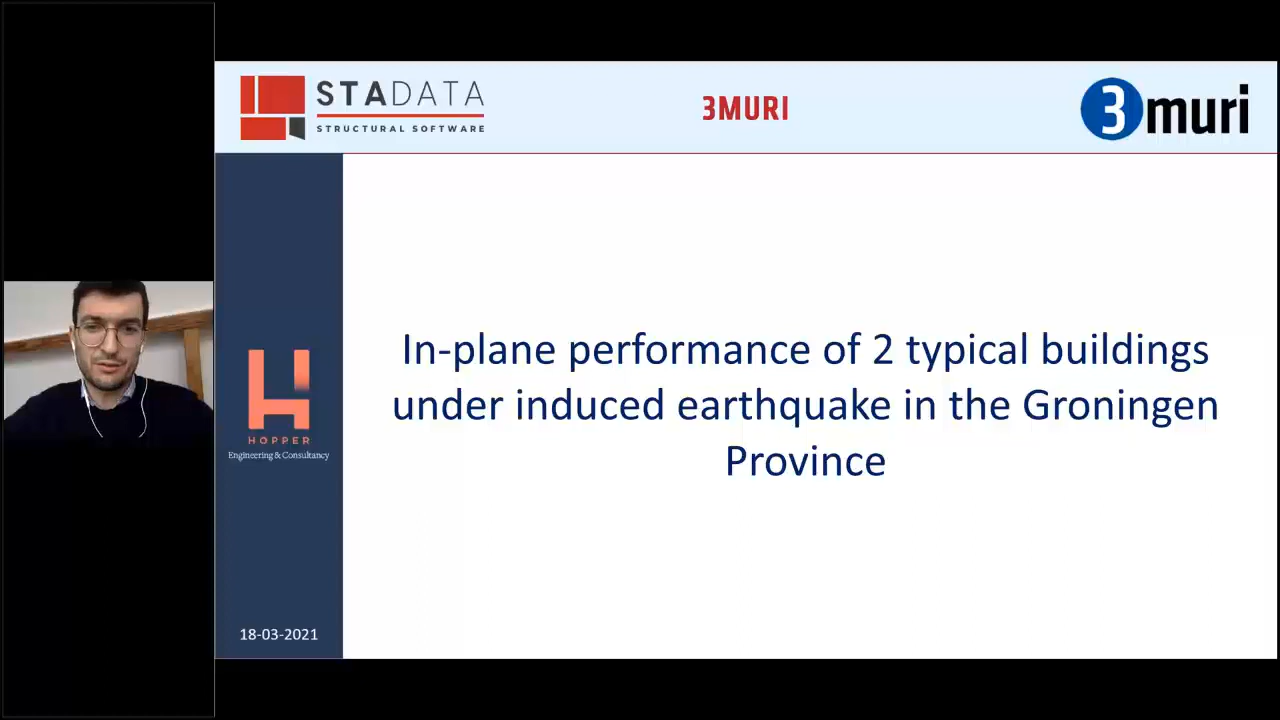 STADATA
STRUCTURAL SOFTWARE
3MURI
3muri
In-plane performance of 2 typical buildings
under induced earthquake in the Groningen
Province
HOPPER
Engineering & Consultancy
18-03-2021